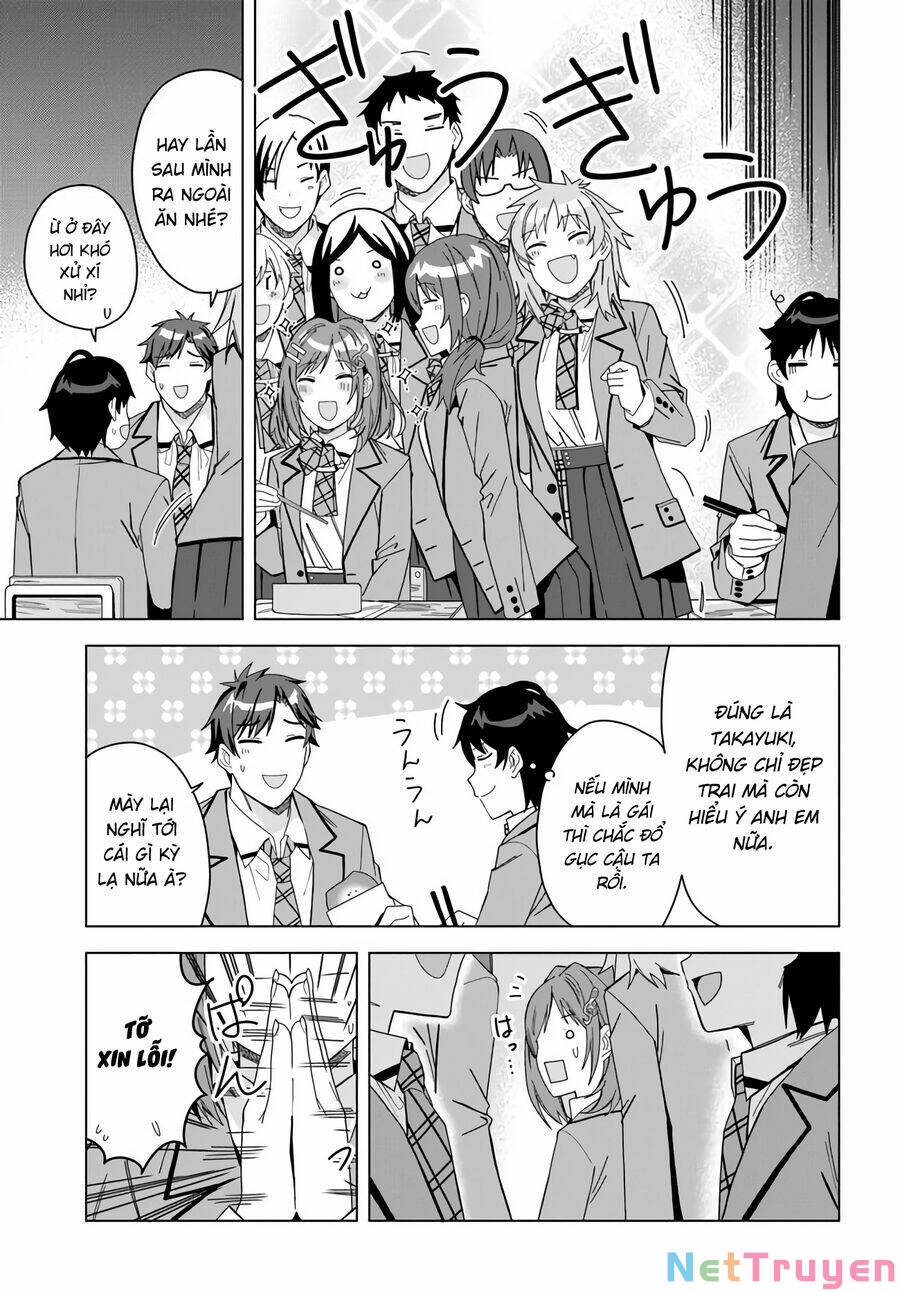 ぎゅう
ぎゅう
HAY LẦN
SAU MÌNH
RA NGOÀI
ĂN NHÉ?
Ừ Ở ĐÂY
HƠI KHÓ
XỬ XÍ
NHỈ?
ĐÚNG LÀ
TAKAYUKI,
KHÔNG CHỈ ĐẸP
TRAI MÀ CÒN
HIỂU Ý ANH EM
NỮA.
NẾU MÌNH
MÀ LÀ GÁI
THÌ CHẮC ĐỔ
GỤC CẬU TA
RỒI.
うんうん
MÀY LẠI
NGHĨ TỚI
CÁI GÌ KỲ
LẠ NỮA À?
はっ…
ぱんっ
TỠ
XIN LỖI!
NetTruyen